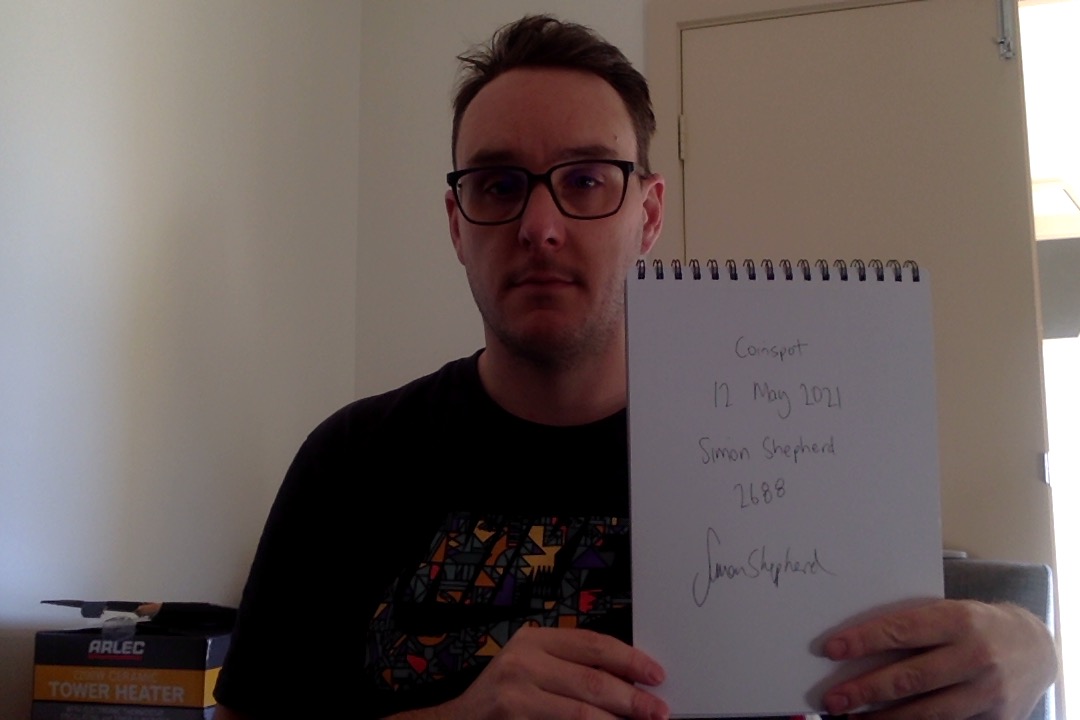 Coinspot
12 May 2021
Simon Shepherd
2688
Simon Shepherd
ARLEC
TOWER HEATER